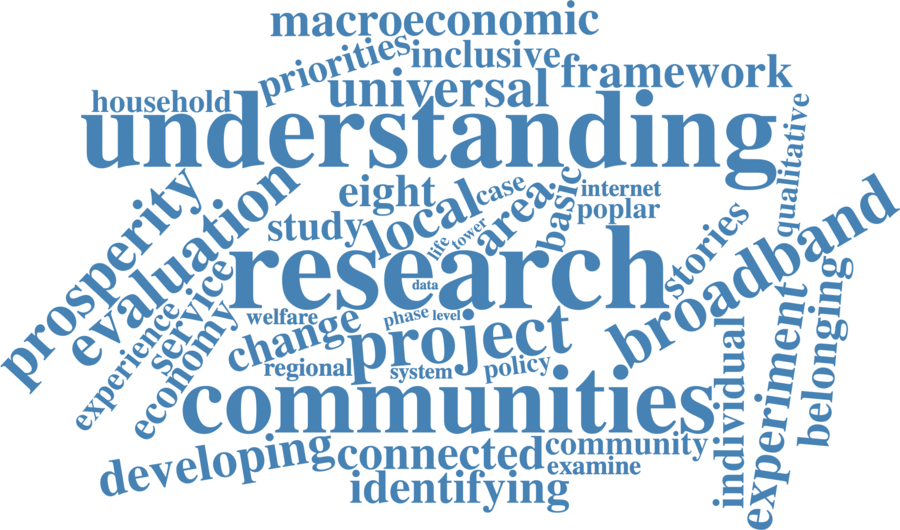 macroeconomic
priorities
inclusive
framework
household
universal
understanding
qualitative
prosperity
evaluation
eight
local
case
area
basic
internet
poplar
study
life
tower
stories
broadband
research
data
experience
service
economy
welfare
change
phase
level
project
regional
system
policy
individual
experiment
belonging
communities
developing
connected
community
examine
identifying